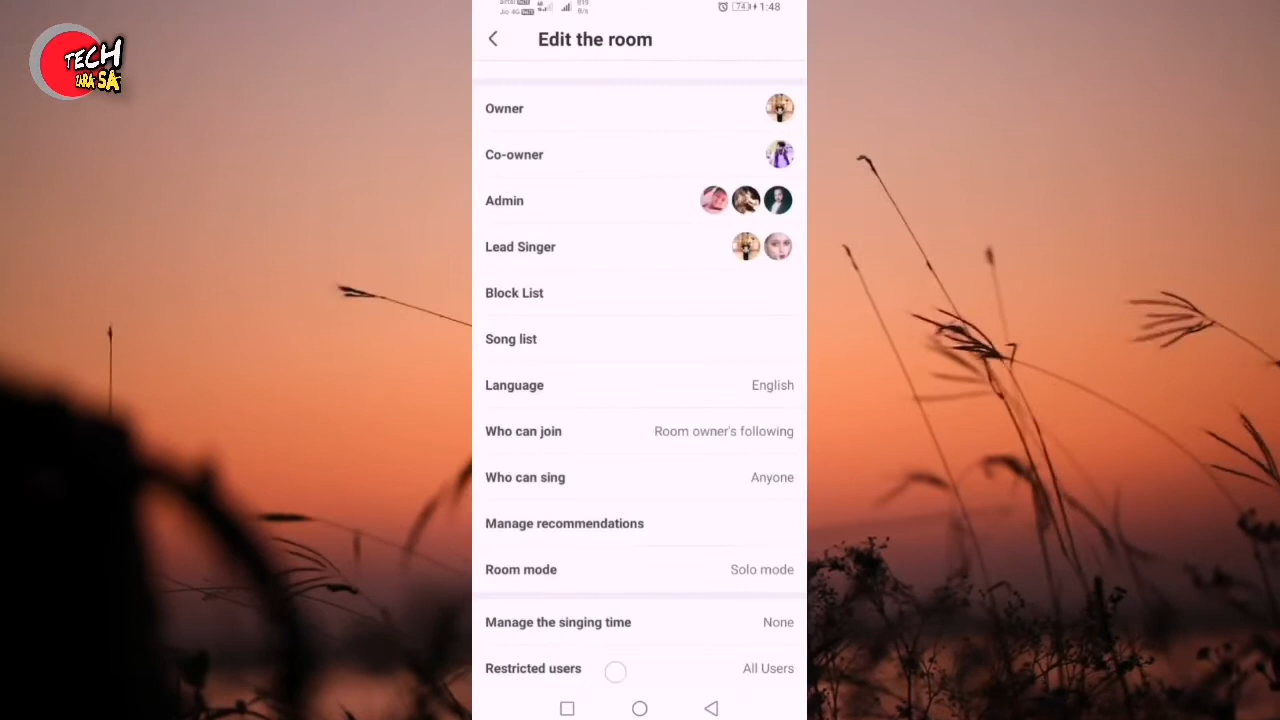 TECH
ZARA SA
74 1:48
Edit the room
Owner
Co-owner
Admin
Lead Singer
Block List
Song list
Language English
Who can join Room owner's following
Who can sing Anyone
Manage recommendations
Room mode Solo mode
Manage the singing time None
Restricted users All Users